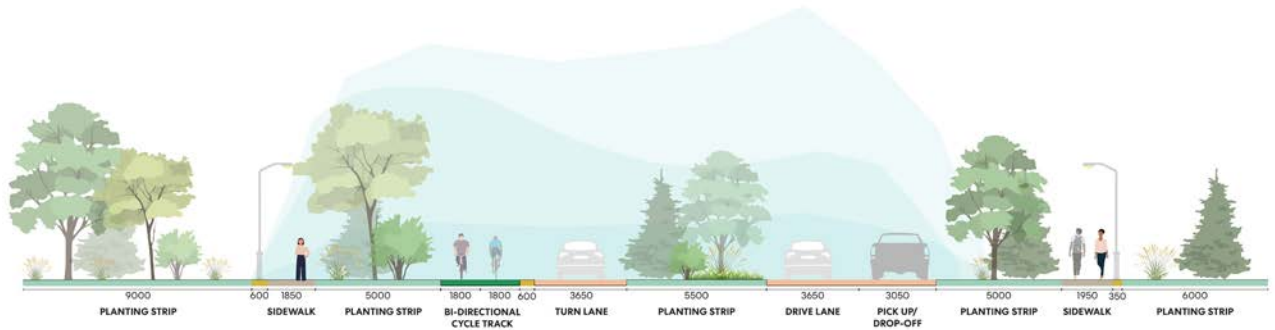 9000 600 1850 5000 1800 1800 600 3650 5500 3650 3050 5000 1950 350 6000
PLANTING STRIP SIDEWALK PLANTING STRIP BI-DIRECTIONAL TURN LANE PLANTING STRIP DRIVE LANE PICK UP/ PLANTING STRIP SIDEWALK PLANTING STRIP
CYCLE TRACK DROP-OFF